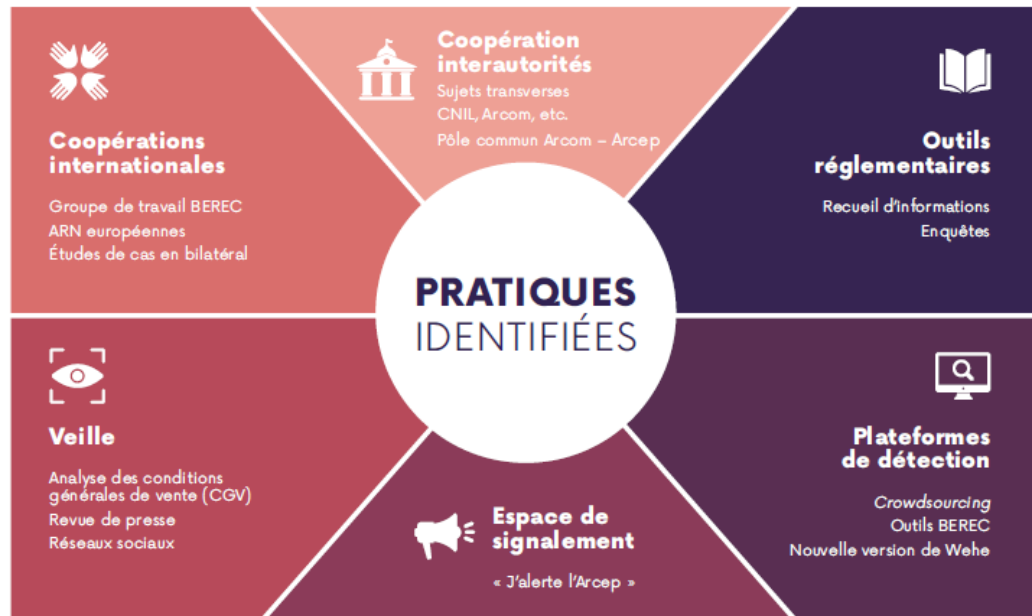 Coopération
interautorités
Sujets transverses
CNIL, Arcom, etc.
Pôle commun Arcom – Arcep
Coopérations
internationales
Groupe de travail BEREC
ARN européennes
Études de cas en bilatéral
Outils
réglementaires
Recueil d'informations
Enquêtes
PRATIQUES
IDENTIFIÉES
Veille
Analyse des conditions
générales de vente (CGV)
Revue de presse
Réseaux sociaux
Espace de
signalement
« J'alerte l'Arcep »
Plateformes
de détection
Crowdsourcing
Outils BEREC
Nouvelle version de Wehe